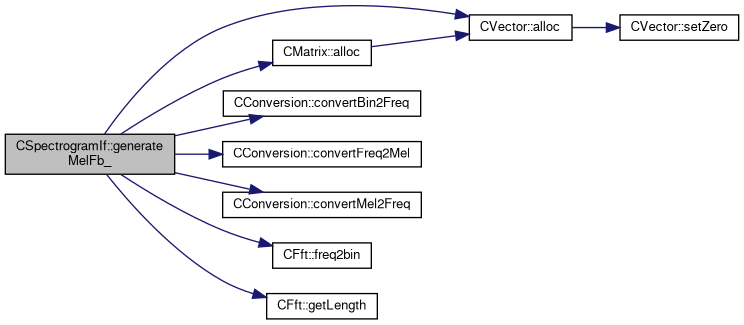 CSpectrogramIf::generate
MelFb_
CVector::alloc
CVector::setZero
CMatrix::alloc
CConversion::convertBin2Freq
CConversion::convertFreq2Mel
CConversion::convertMel2Freq
CFft::freq2bin
CFft::getLength